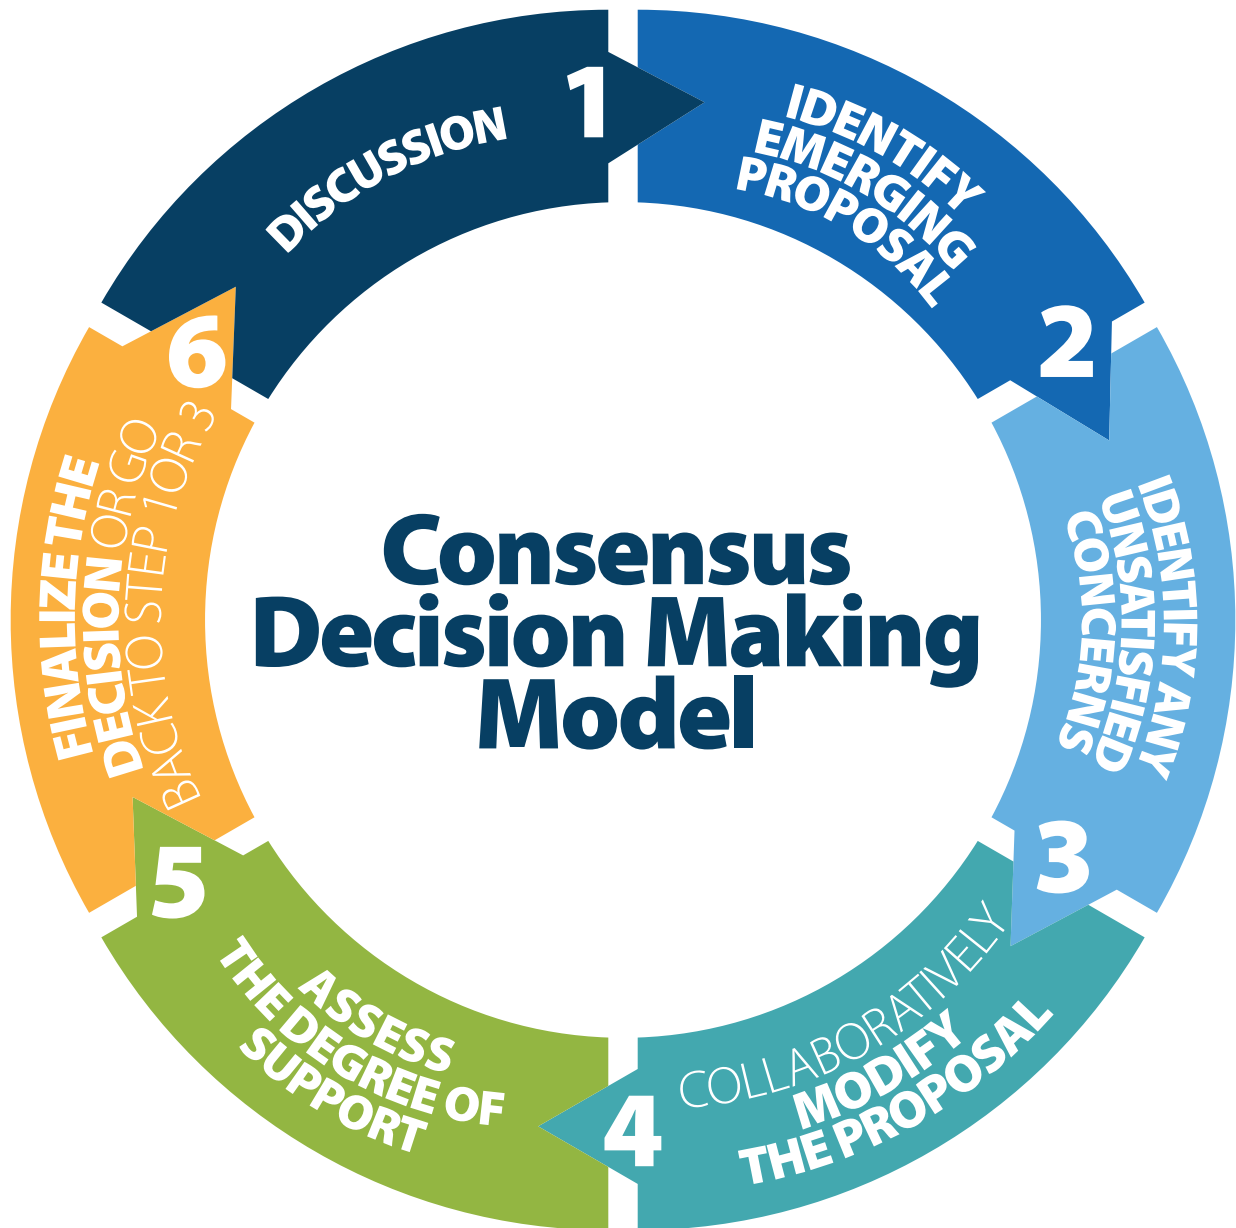 Consensus
Decision Making
Model
1
DISCUSSION
2
IDENTIFY
EMERGING
PROPOSAL
3
IDENTIFY ANY
UNSATISFIED
CONCERNS
4
COLLABORATIVELY
MODIFY
THE PROPOSAL
5
ASSESS
THE DEGREE OF
SUPPORT
6
FINALIZE THE
DECISION OR GO
BACK TO STEP 1 OR 3